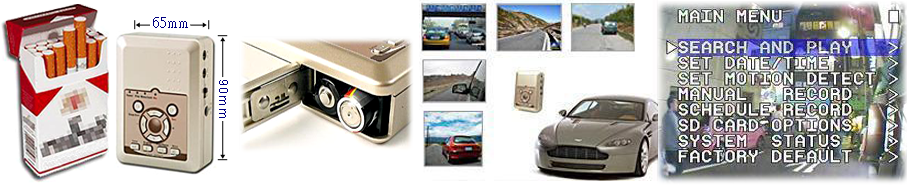 65mm
90mm
MAIN MENU
SEARCH AND PLAY >
SET DATE/TIME >
SET MOTION DETECT >
MANUAL RECORD >
SCHEDULE RECORD >
SD CARD OPTIONS >
SYSTEM STATUS >
FACTORY DEFAULT >